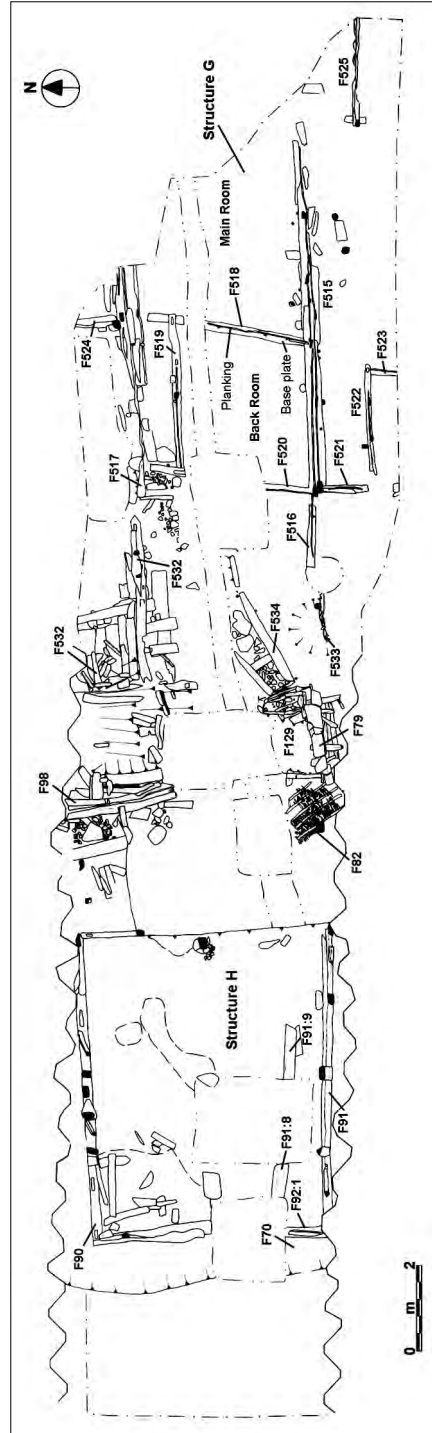 N
Structure G
Main Room
F525
F524
F519
F518
F515
Planking
Base plate
Back Room
F523
F522
F517
F520
F521
F516
F532
F532
F534
F533
F129
F79
F98
F82
Structure H
F91:9
F91:8
F91
F92:1
F90
F70
0 m 2